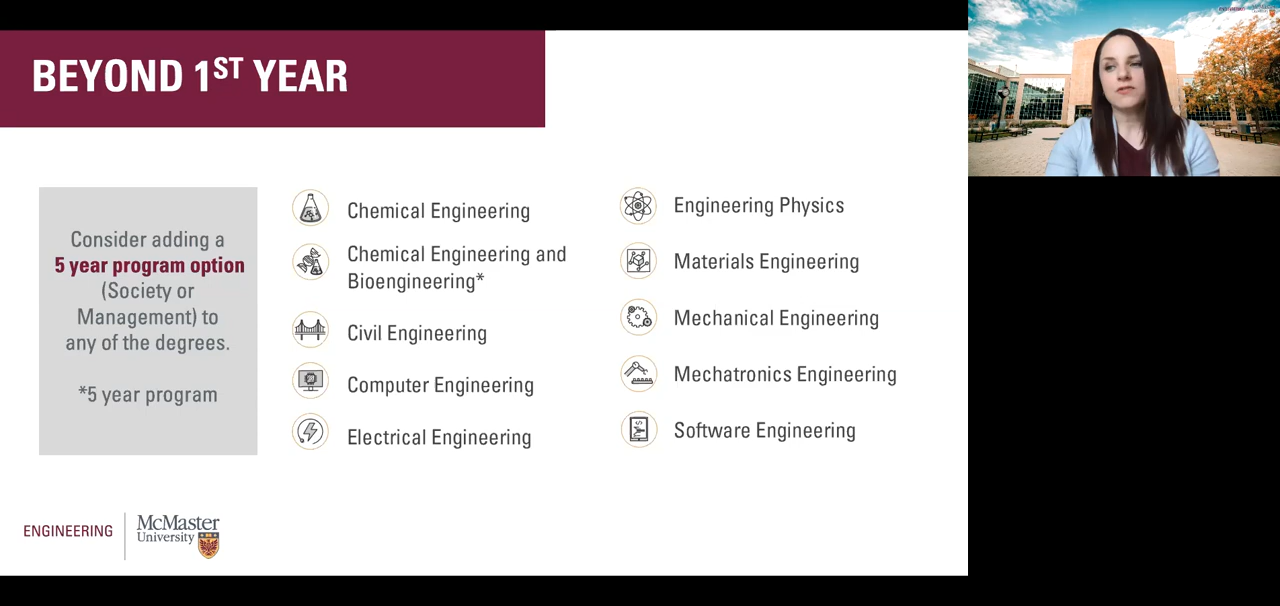 BEYOND 1ST YEAR
Consider adding a
5 year program option
(Society or
Management) to
any of the degrees.
*5 year program
Chemical Engineering
Chemical Engineering and
Bioengineering*
Civil Engineering
Computer Engineering
Electrical Engineering
Engineering Physics
Materials Engineering
Mechanical Engineering
Mechatronics Engineering
Software Engineering
ENGINEERING
McMaster
University